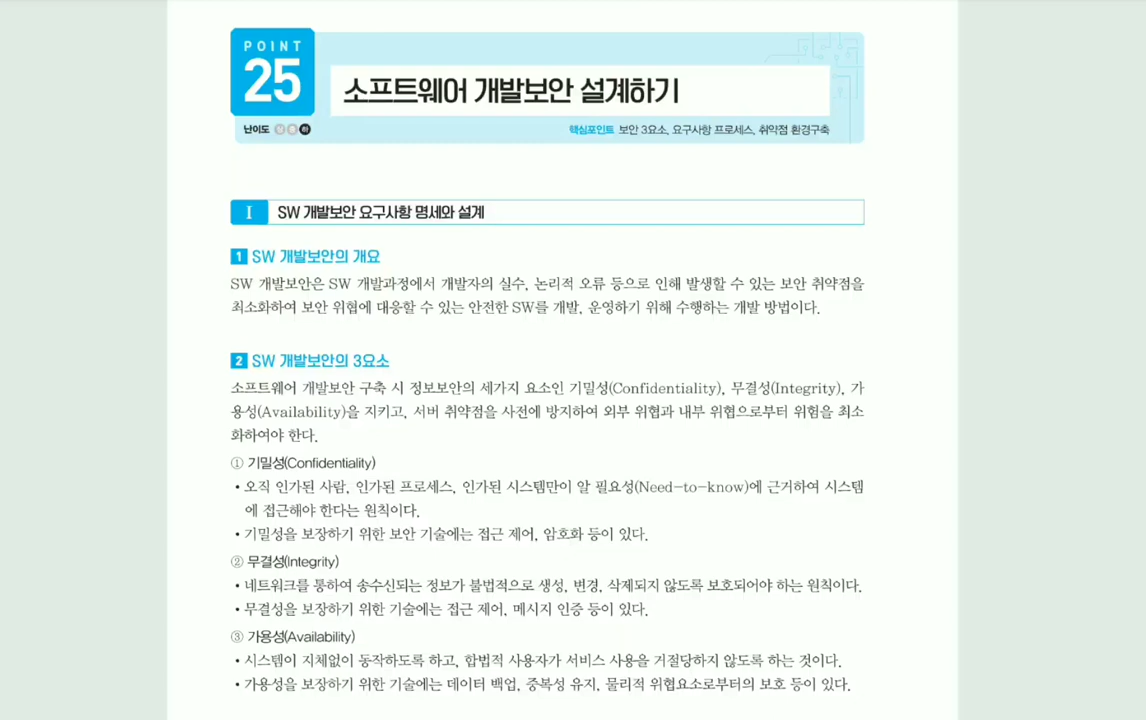 POINT
25
소프트웨어 개발보안 설계하기
난이도 상 중 하
핵심포인트 보안 3요소, 요구사항 프로세스, 취약점 환경구축
I SW 개발보안 요구사항 명세와 설계
1 SW 개발보안의 개요
SW 개발보안은 SW 개발과정에서 개발자의 실수, 논리적 오류 등으로 인해 발생할 수 있는 보안 취약점을
최소화하여 보안 위협에 대응할 수 있는 안전한 SW를 개발, 운영하기 위해 수행하는 개발 방법이다.
2 SW 개발보안의 3요소
소프트웨어 개발보안 구축 시 정보보안의 세가지 요소인 기밀성(Confidentiality), 무결성(Integrity), 가
용성(Availability)을 지키고, 서버 취약점을 사전에 방지하여 외부 위협과 내부 위협으로부터 위험을 최소
화하여야 한다.
① 기밀성(Confidentiality)
• 오직 인가된 사람, 인가된 프로세스, 인가된 시스템만이 알 필요성(Need-to-know)에 근거하여 시스템
에 접근해야 한다는 원칙이다.
• 기밀성을 보장하기 위한 보안 기술에는 접근 제어, 암호화 등이 있다.
② 무결성(Integrity)
• 네트워크를 통하여 송수신되는 정보가 불법적으로 생성, 변경, 삭제되지 않도록 보호되어야 하는 원칙이다.
• 무결성을 보장하기 위한 기술에는 접근 제어, 메시지 인증 등이 있다.
③ 가용성(Availability)
• 시스템이 지체없이 동작하도록 하고, 합법적 사용자가 서비스 사용을 거절당하지 않도록 하는 것이다.
• 가용성을 보장하기 위한 기술에는 데이터 백업, 중복성 유지, 물리적 위협요소로부터의 보호 등이 있다.